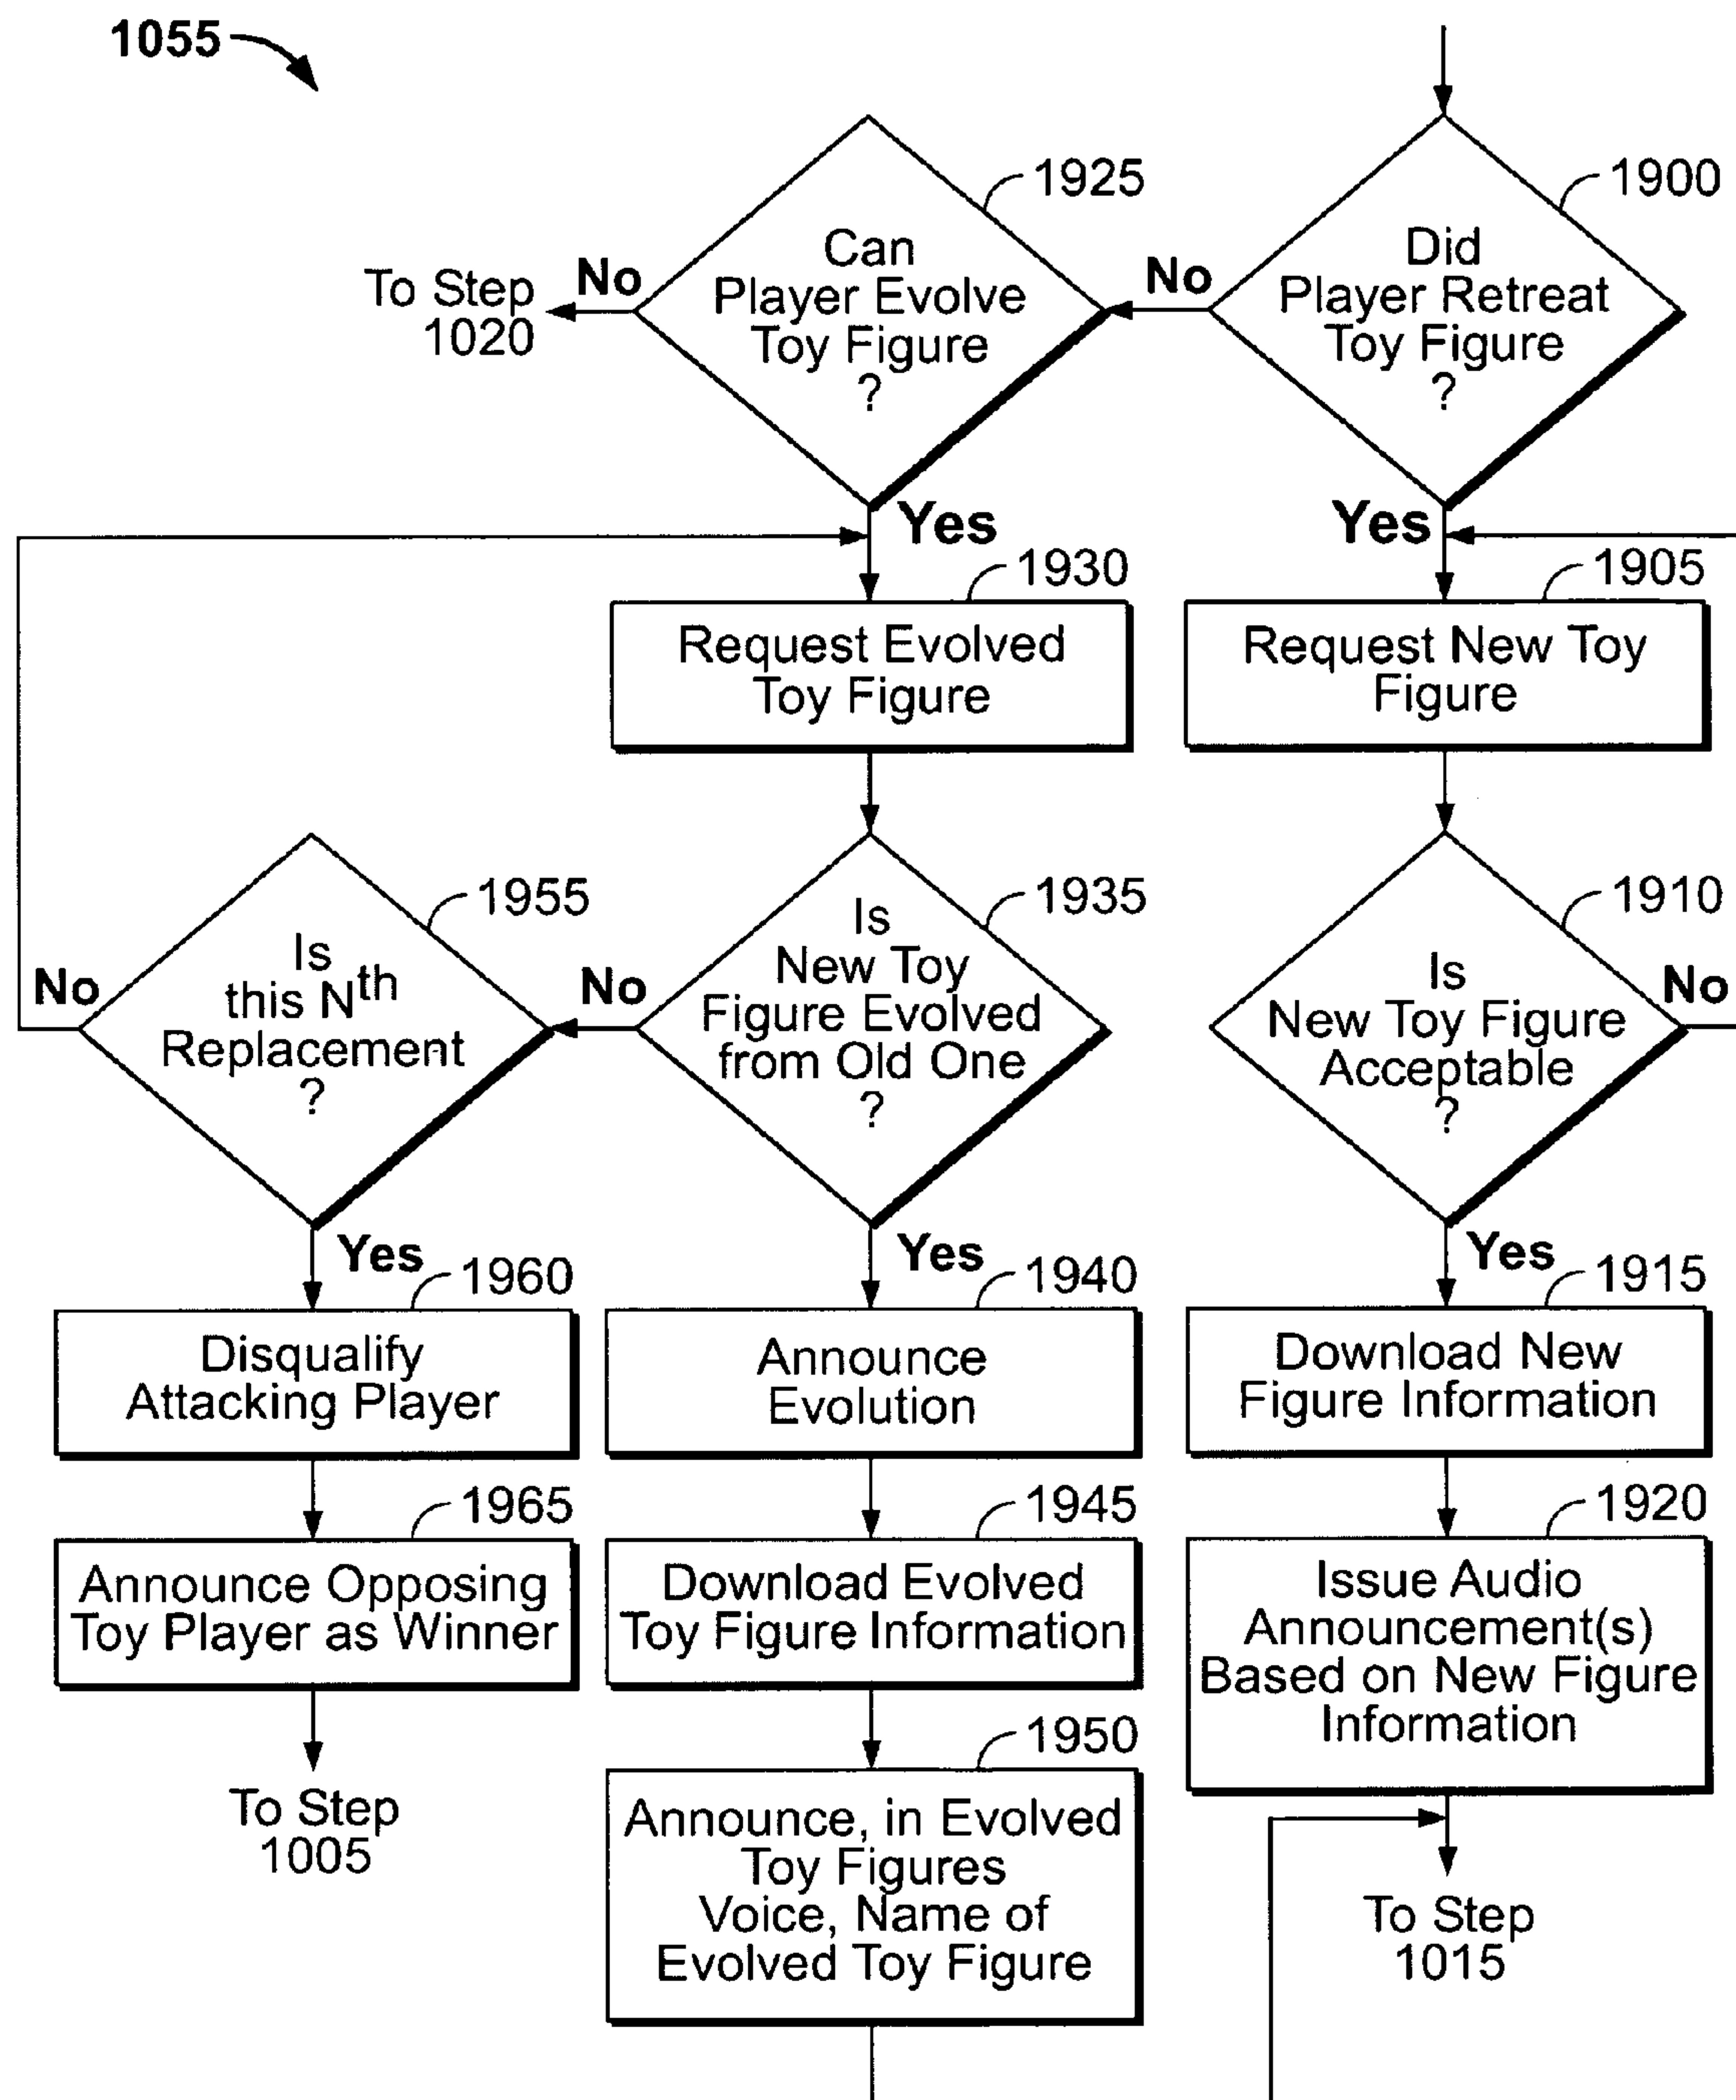 1055
1925
Can
Player Evolve
Toy Figure
?
No
To Step
1020
1900
Did
Player Retreat
Toy Figure
?
No
Yes
Yes
1930
Request Evolved
Toy Figure
1905
Request New Toy
Figure
1955
Is
this Nth
Replacement
?
No
1935
Is
New Toy
Figure Evolved
from Old One
?
No
1910
Is
New Toy Figure
Acceptable
?
No
Yes
Yes
Yes
1960
Disqualify
Attacking Player
1940
Announce
Evolution
1915
Download New
Figure Information
1965
Announce Opposing
Toy Player as Winner
1945
Download Evolved
Toy Figure Information
1920
Issue Audio
Announcement(s)
Based on New Figure
Information
To Step
1005
1950
Announce, in Evolved
Toy Figures
Voice, Name of
Evolved Toy Figure
To Step
1015